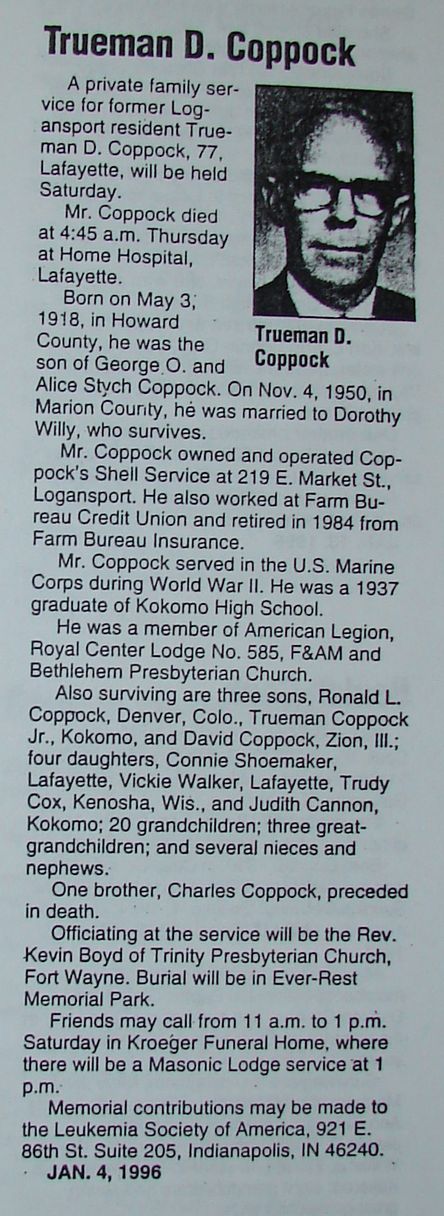 Trueman D. Coppock
A private family ser-
vice for former Log-
ansport resident True-
man D. Coppock, 77,
Lafayette, will be held
Saturday.
Mr. Coppock died
at 4:45 a.m. Thursday
at Home Hospital,
Lafayette.
Born on May 3,
1918, in Howard
County, he was the
son of George O. and
Trueman D.
Coppock
Alice Stych Coppock. On Nov. 4, 1950, in
Marion County, he was married to Dorothy
Willy, who survives.
Mr. Coppock owned and operated Cop-
pock's Shell Service at 219 E. Market St.,
Logansport. He also worked at Farm Bu-
reau Credit Union and retired in 1984 from
Farm Bureau Insurance.
Mr. Coppock served in the U.S. Marine
Corps during World War II. He was a 1937
graduate of Kokomo High School.
He was a member of American Legion,
Royal Center Lodge No. 585, F&AM and
Bethlehem Presbyterian Church.
Also surviving are three sons, Ronald L.
Coppock, Denver, Colo., Trueman Coppock
Jr., Kokomo, and David Coppock, Zion, Ill.;
four daughters, Connie Shoemaker,
Lafayette, Vickie Walker, Lafayette, Trudy
Cox, Kenosha, Wis., and Judith Cannon,
Kokomo; 20 grandchildren; three great-
grandchildren; and several nieces and
nephews.
One brother, Charles Coppock, preceded
in death.
Officiating at the service will be the Rev.
Kevin Boyd of Trinity Presbyterian Church,
Fort Wayne. Burial will be in Ever-Rest
Memorial Park.
Friends may call from 11 a.m. to 1 p.m.
Saturday in Kroeger Funeral Home, where
there will be a Masonic Lodge service at 1
p.m.
Memorial contributions may be made to
the Leukemia Society of America, 921 E.
86th St. Suite 205, Indianapolis, IN 46240.
JAN. 4, 1996